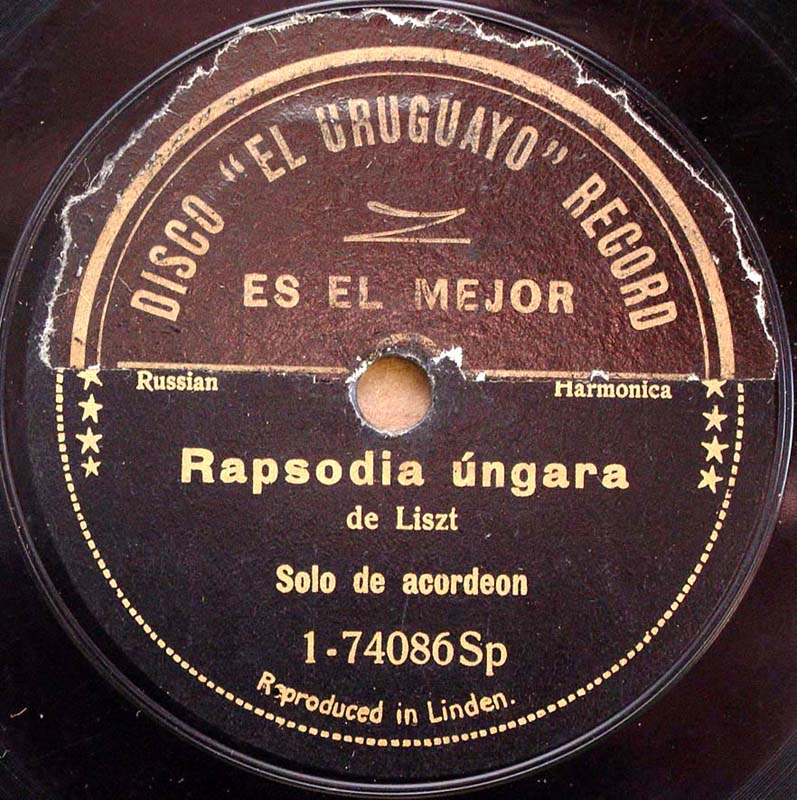 DISCO "EL URUGUAYO" RECORD
ES EL MEJOR
Russian Harmonica
Rapsodia úngara
de Liszt
Solo de acordeon
1-74086 Sp
Reproduced in Linden.